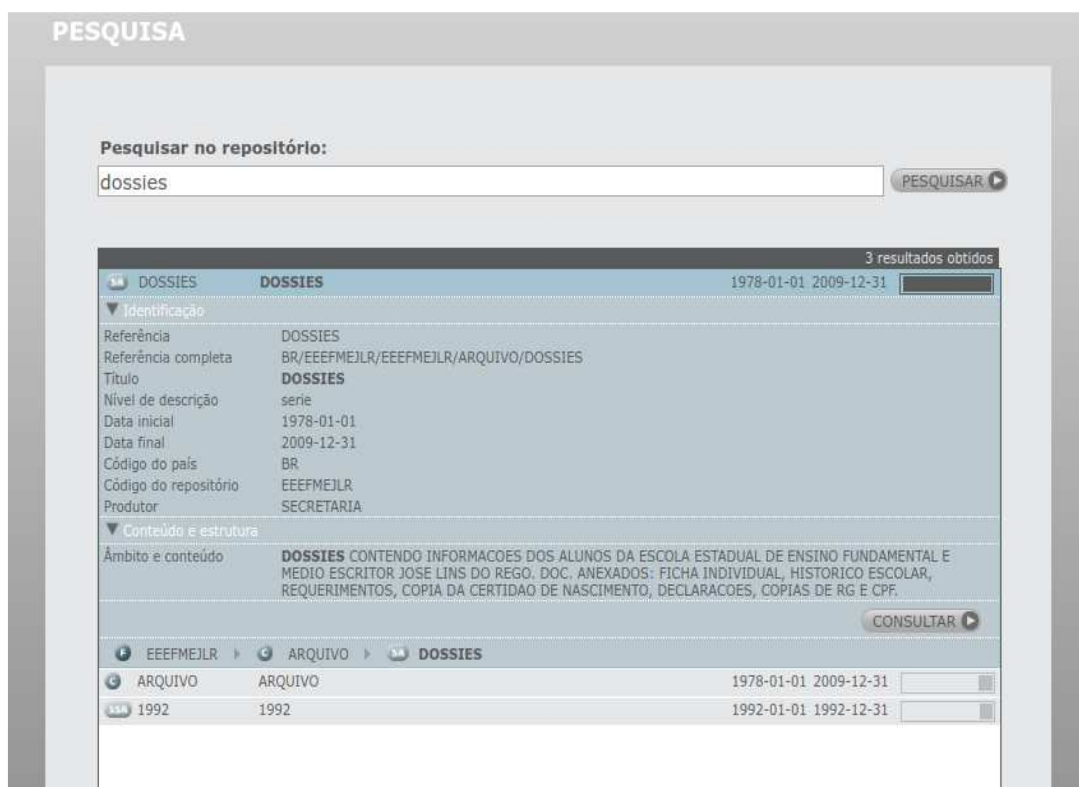 PESQUISA
Pesquisar no repositório:
dossies
PESQUISAR
3 resultados obtidos
SR DOSSIES DOSSIES 1978-01-01 2009-12-31
Identificação
Referência DOSSIES
Referência completa BR/EEEFMEJLR/EEEFMEJLR/ARQUIVO/DOSSIES
Título DOSSIES
Nível de descrição serie
Data inicial 1978-01-01
Data final 2009-12-31
Código do país BR
Código do repositório EEEFMEJLR
Produtor SECRETARIA
Conteúdo e estrutura
Âmbito e conteúdo DOSSIES CONTENDO INFORMACOES DOS ALUNOS DA ESCOLA ESTADUAL DE ENSINO FUNDAMENTAL E
MEDIO ESCRITOR JOSE LINS DO REGO. DOC. ANEXADOS: FICHA INDIVIDUAL, HISTORICO ESCOLAR,
REQUERIMENTOS, COPIA DA CERTIDAO DE NASCIMENTO, DECLARACOES, COPIAS DE RG E CPF.
CONSULTAR
F EEEFMEJLR C ARQUIVO SR DOSSIES
C ARQUIVO ARQUIVO 1978-01-01 2009-12-31
SSR 1992 1992 1992-01-01 1992-12-31